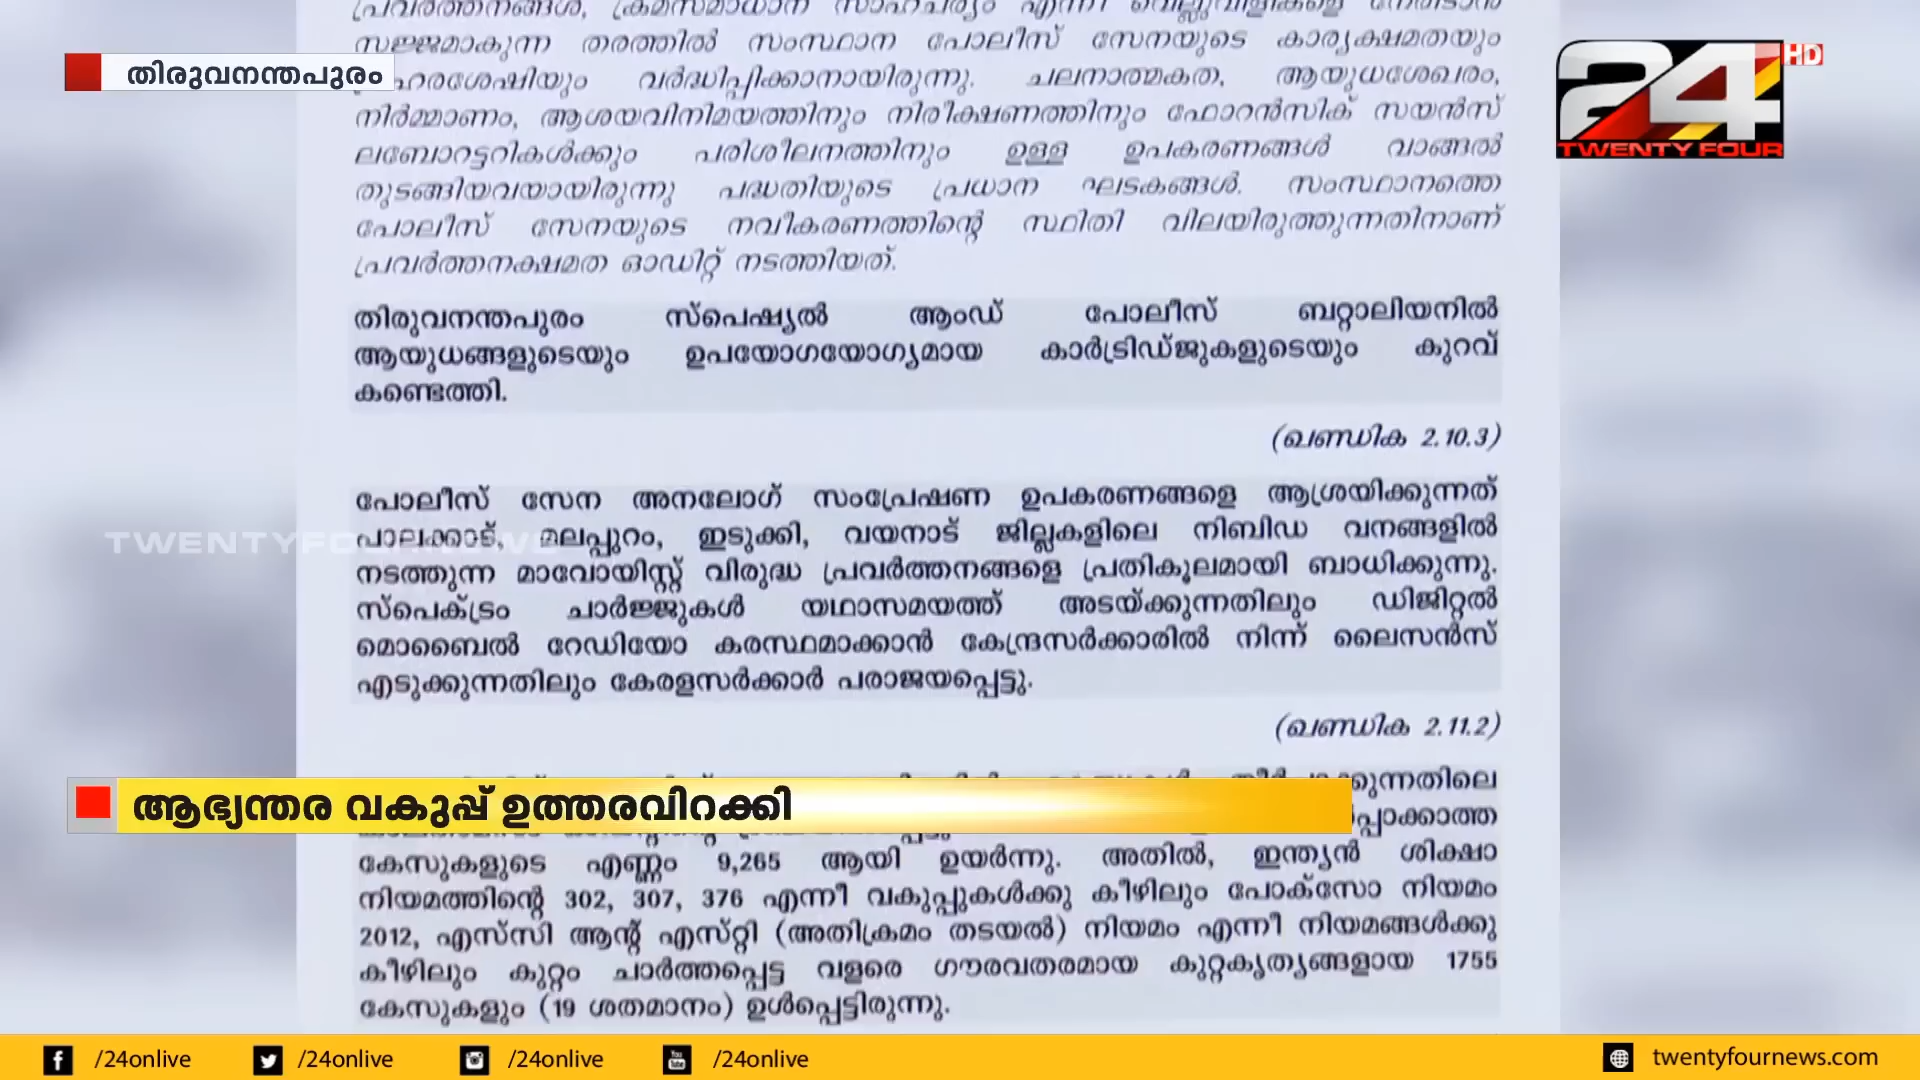 തിരുവനന്തപുരം
24 HD
TWENTY FOUR
സജ്ജമാകുന്ന തരത്തിൽ സംസ്ഥാന പോലീസ് സേനയുടെ കാര്യക്ഷമതയും
വർദ്ധിപ്പിക്കാനായിരുന്നു. ചലനാത്മകത, ആയുധശേഖരം,
നിർമ്മാണം, ആശയവിനിമയത്തിനും നിരീക്ഷണത്തിനും ഫോറൻസിക് സയൻസ്
ലബോറട്ടറികൾക്കും പരിശീലനത്തിനും ഉള്ള ഉപകരണങ്ങൾ വാങ്ങൽ
തുടങ്ങിയവയായിരുന്നു പദ്ധതിയുടെ പ്രധാന ഘടകങ്ങൾ. സംസ്ഥാനത്തെ
പോലീസ് സേനയുടെ നവീകരണത്തിന്റെ സ്ഥിതി വിലയിരുത്തുന്നതിനാണ്
പ്രവർത്തനക്ഷമത ഓഡിറ്റ് നടത്തിയത്.
തിരുവനന്തപുരം സ്പെഷ്യൽ ആംഡ് പോലീസ് ബറ്റാലിയനിൽ
ആയുധങ്ങളുടെയും ഉപയോഗയോഗ്യമായ കാർട്രിഡ്ജുകളുടെയും കുറവ്
കണ്ടെത്തി.
(ഖണ്ഡിക 2.10.3)
പോലീസ് സേന അനലോഗ് സംപ്രേഷണ ഉപകരണങ്ങളെ ആശ്രയിക്കുന്നത്
പാലക്കാട്, മലപ്പുറം, ഇടുക്കി, വയനാട് ജില്ലകളിലെ നിബിഡ വനങ്ങളിൽ
നടത്തുന്ന മാവോയിസ്റ്റ് വിരുദ്ധ പ്രവർത്തനങ്ങളെ പ്രതികൂലമായി ബാധിക്കുന്നു.
സ്പെക്ട്രം ചാർജ്ജുകൾ യഥാസമയത്ത് അടയ്ക്കുന്നതിലും ഡിജിറ്റൽ
മൊബൈൽ റേഡിയോ കരസ്ഥമാക്കാൻ കേന്ദ്രസർക്കാരിൽ നിന്ന് ലൈസൻസ്
എടുക്കുന്നതിലും കേരളസർക്കാർ പരാജയപ്പെട്ടു.
(ഖണ്ഡിക 2.11.2)
ആഭ്യന്തര വകുപ്പ് ഉത്തരവിറക്കി
കേസുകളുടെ എണ്ണം 9,265 ആയി ഉയർന്നു. അതിൽ, ഇന്ത്യൻ ശിക്ഷാ
നിയമത്തിന്റെ 302, 307, 376 എന്നീ വകുപ്പുകൾക്കു കീഴിലും പോക്സോ നിയമം
2012, എസ്സി ആന്റ് എസ്റ്റി (അതിക്രമം തടയൽ) നിയമം എന്നീ നിയമങ്ങൾക്കു
കീഴിലും കുറ്റം ചാർത്തപ്പെട്ട വളരെ ഗൗരവതരമായ കുറ്റകൃത്യങ്ങളായ 1755
കേസുകളും (19 ശതമാനം) ഉൾപ്പെട്ടിരുന്നു.
/24onlive /24onlive /24onlive /24onlive twentyfournews.com